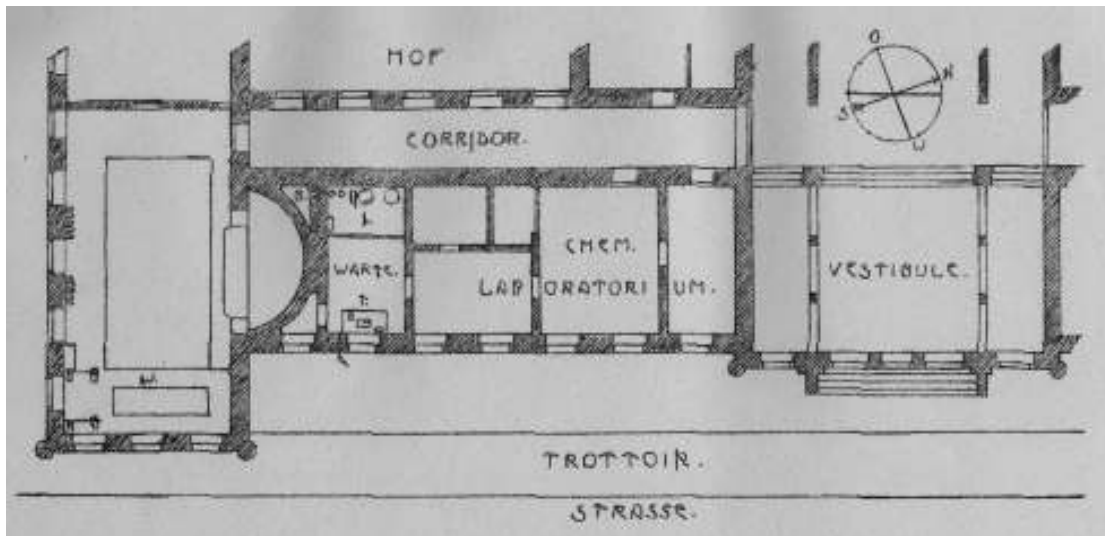 HOF
O
N
S
W
CORRIDOR.
WARTE.
T.
CHEM.
LABORATORIUM.
VESTIBULE.
TROTTOIR.
STRASSE.